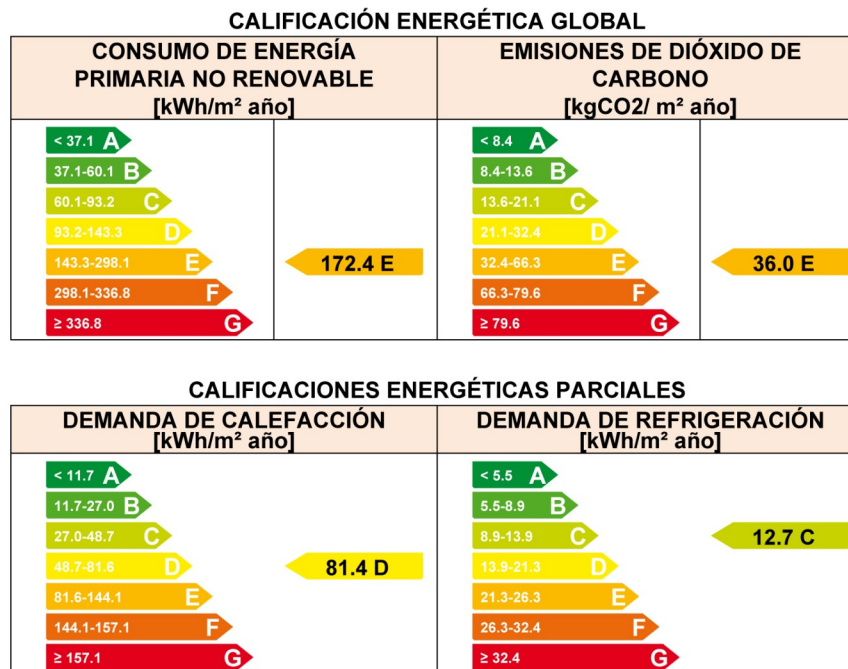 CALIFICACIÓN ENERGÉTICA GLOBAL
CONSUMO DE ENERGÍA
PRIMARIA NO RENOVABLE
[kWh/m² año]
EMISIONES DE DIÓXIDO DE
CARBONO
[kgCO2/ m² año]
< 37.1 A
37.1-60.1 B
60.1-93.2 C
93.2-143.3 D
143.3-298.1 E
298.1-336.8 F
≥ 336.8 G
172.4 E
< 8.4 A
8.4-13.6 B
13.6-21.1 C
21.1-32.4 D
32.4-66.3 E
66.3-79.6 F
≥ 79.6 G
36.0 E
CALIFICACIONES ENERGÉTICAS PARCIALES
DEMANDA DE CALEFACCIÓN
[kWh/m² año]
DEMANDA DE REFRIGERACIÓN
[kWh/m² año]
< 11.7 A
11.7-27.0 B
27.0-48.7 C
48.7-81.6 D
81.6-144.1 E
144.1-157.1 F
≥ 157.1 G
81.4 D
< 5.5 A
5.5-8.9 B
8.9-13.9 C
13.9-21.3 D
21.3-26.3 E
26.3-32.4 F
≥ 32.4 G
12.7 C